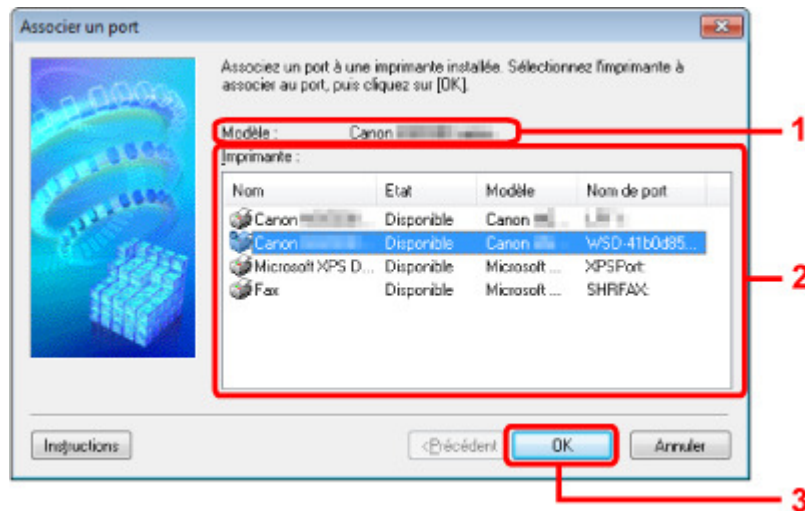 Associer un port
Associez un port à une imprimante installée. Sélectionnez l'imprimante à
associer au port, puis cliquez sur [OK].
Modèle : Canon
1
Imprimante :
Nom Etat Modèle Nom de port
Canon ... Disponible Canon
Canon Disponible Canon WSD-41b0d85...
Microsoft XPS D... Disponible Microsoft ... XPSPort:
Fax Disponible Microsoft ... SHRFAX:
2
Instructions <Précédent OK Annuler
3